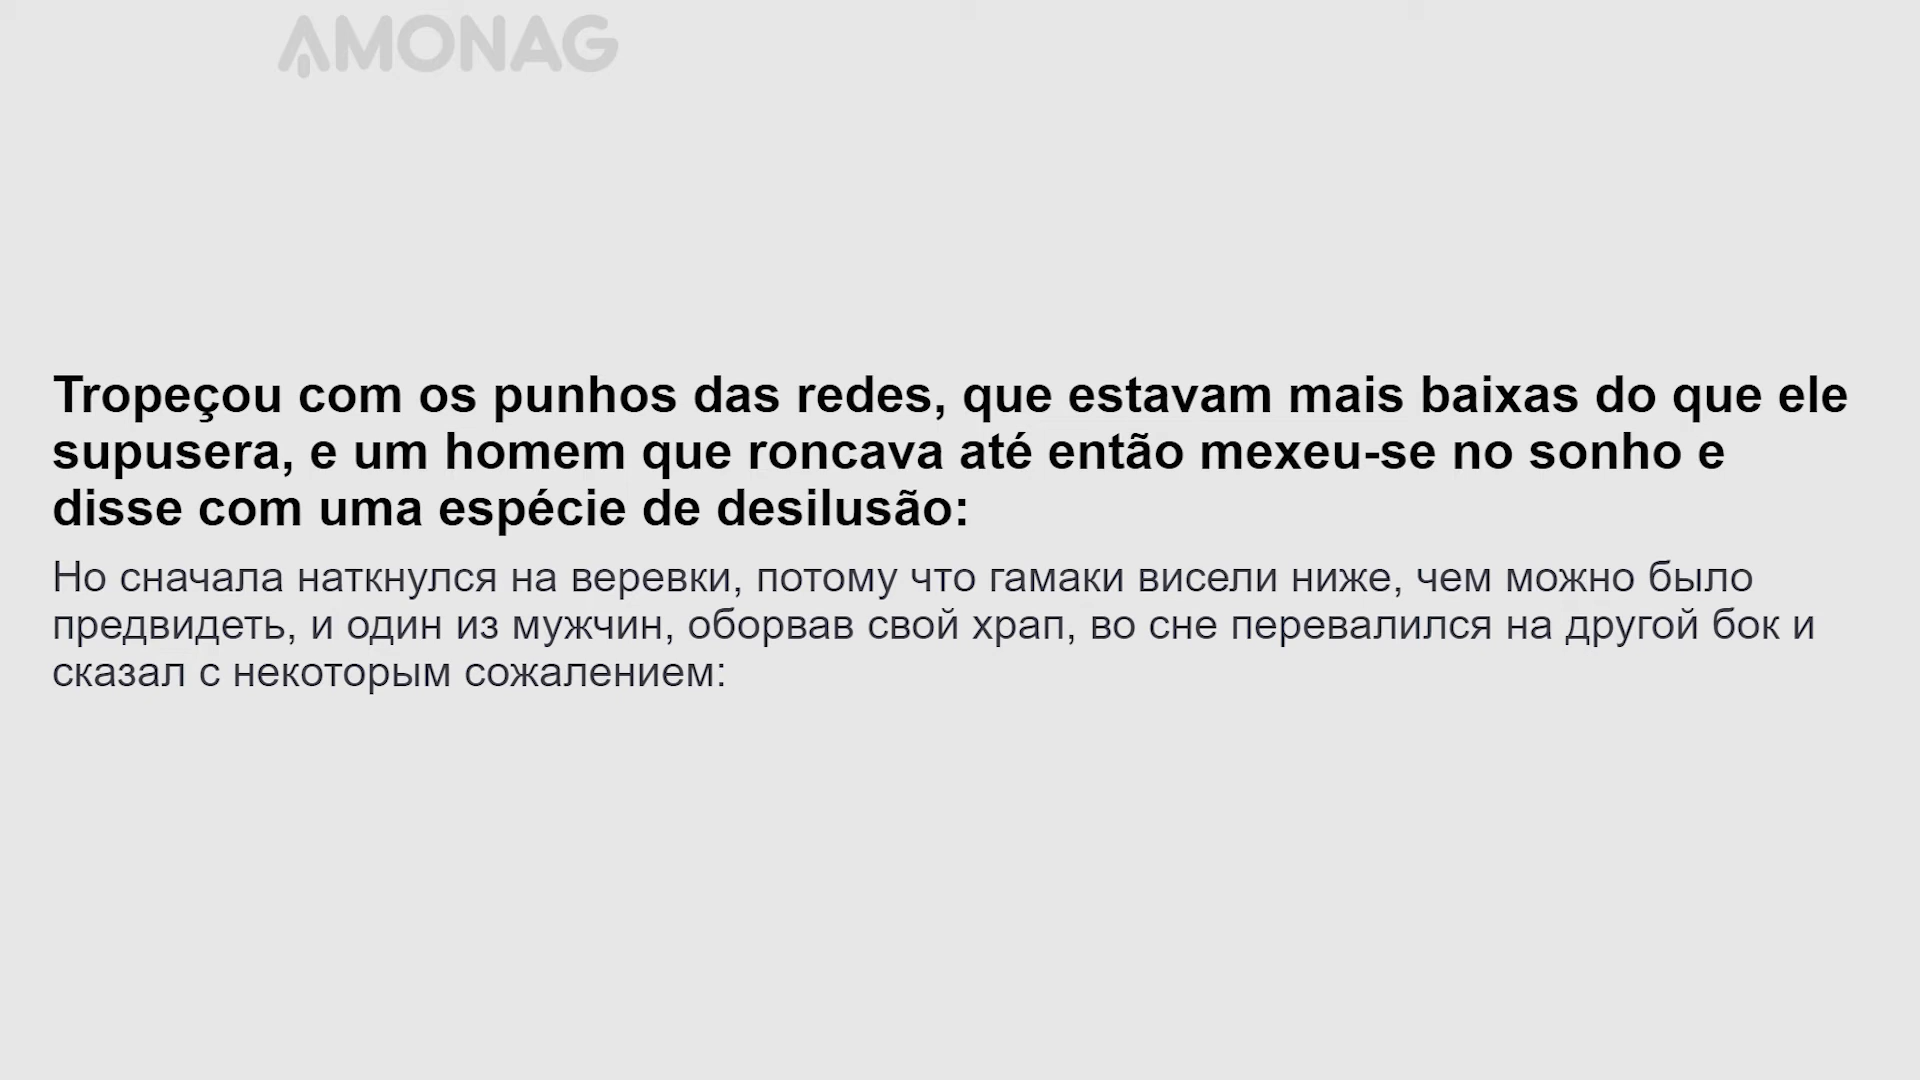 AMONAG
Tropeçou com os punhos das redes, que estavam mais baixas do que ele
supusera, e um homem que roncava até então mexeu-se no sonho e
disse com uma espécie de desilusão:
Но сначала наткнулся на веревки, потому что гамаки висели ниже, чем можно было
предвидеть, и один из мужчин, оборвав свой храп, во сне перевалился на другой бок и
сказал с некоторым сожалением: